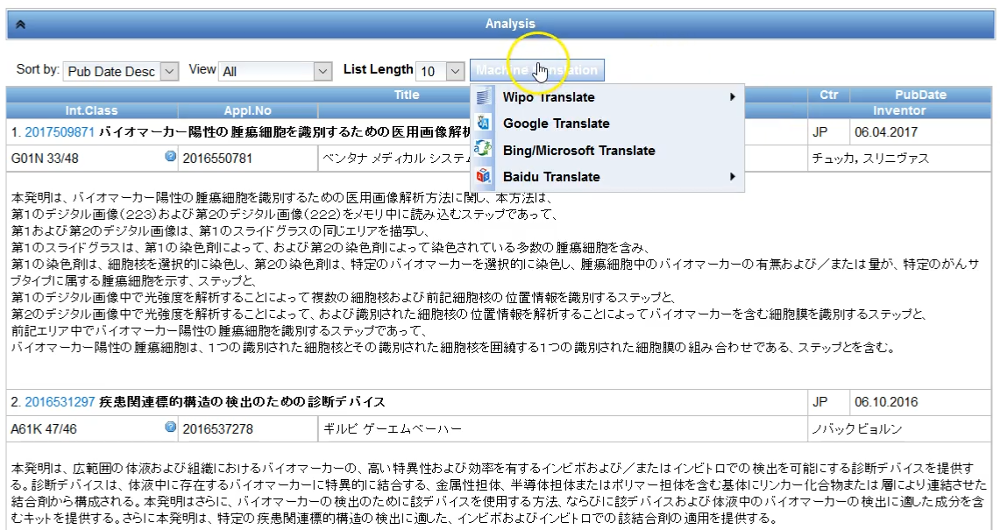 Analysis
Sort by: Pub Date Desc View All List Length 10 Machine Translation
Title Ctr PubDate
Int.Class Appl.No Inventor
Wipo Translate
Google Translate
Bing/Microsoft Translate
Baidu Translate
1. 2017509871 バイオマーカー陽性の腫瘍細胞を識別するための医用画像解析 JP 06.04.2017
G01N 33/48 2016550781 ベンタナ メディカル システム チュッカ, スリニヴァス
本発明は、バイオマーカー陽性の腫瘍細胞を識別するための医用画像解析方法に関し、本方法は、
第1のデジタル画像(223)および第2のデジタル画像(222)をメモリ中に読み込むステップであって、
第1および第2のデジタル画像は、第1のスライドグラスの同じエリアを描写し、
第1のスライドグラスは、第1の染色剤によって、および第2の染色剤によって染色されている多数の腫瘍細胞を含み、
第1の染色剤は、細胞核を選択的に染色し、第2の染色剤は、特定のバイオマーカーを選択的に染色し、腫瘍細胞中のバイオマーカーの有無および/または量が、特定のがんサ
ブタイプに属する腫瘍細胞を示す、ステップと、
第1のデジタル画像中で光強度を解析することによって複数の細胞核および前記細胞核の位置情報を識別するステップと、
第2のデジタル画像中で光強度を解析することによって、および識別された細胞核の位置情報を解析することによってバイオマーカーを含む細胞膜を識別するステップと、
前記エリア中でバイオマーカー陽性の腫瘍細胞を識別するステップであって、
バイオマーカー陽性の腫瘍細胞は、1つの識別された細胞核とその識別された細胞核を囲繞する1つの識別された細胞膜の組み合わせである、ステップとを含む。
2. 2016531297 疾患関連標的構造の検出のための診断デバイス JP 06.10.2016
A61K 47/46 2016537278 ギルピ ゲーエムベーハー ノバックビョルン
本発明は、広範囲の体液および組織におけるバイオマーカーの、高い特異性および効率を有するインビボおよび/またはインビトロでの検出を可能にする診断デバイスを提供す
る。診断デバイスは、体液中に存在するバイオマーカーに特異的に結合する、金属性担体、半導体担体またはポリマー担体を含む基体にリンカー化合物または層により連結させた
結合剤から構成される。本発明はさらに、バイオマーカーの検出のために該デバイスを使用する方法、ならびに該デバイスおよび体液中のバイオマーカーの検出に適した成分を含
むキットを提供する。さらに本発明は、特定の疾患関連標的構造の検出に適した、インビボおよびインビトロでの該結合剤の適用を提供する。